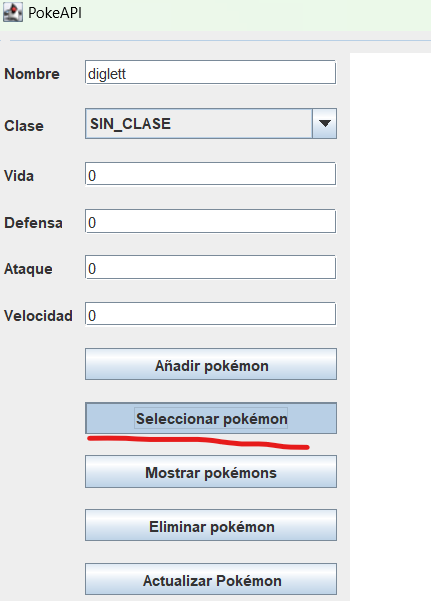 PokeAPI
Nombre diglett
Clase SIN_CLASE
Vida 0
Defensa 0
Ataque 0
Velocidad 0
Añadir pokémon
Seleccionar pokémon
Mostrar pokémons
Eliminar pokémon
Actualizar Pokémon